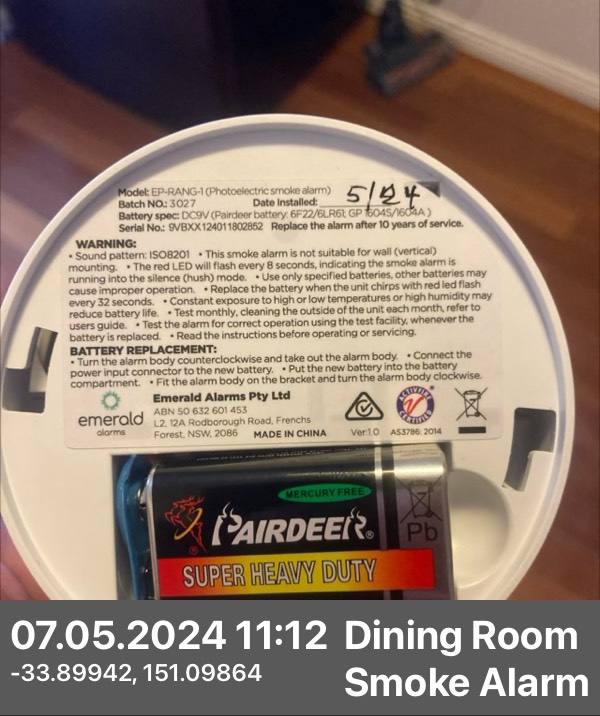 Model: EP-RANG-1 (Photoelectric smoke alarm)
Batch NO.: 3027 Date Installed: 5/24
Battery spec: DC9V (Pairdeer battery: 6F22/6LR61; GP 1604S/1604A)
Serial No.: 9VBXX124011802852 Replace the alarm after 10 years of service.
WARNING:
• Sound pattern: ISO8201 • This smoke alarm is not suitable for wall (vertical)
mounting. • The red LED will flash every 8 seconds, indicating the smoke alarm is
running into the silence (hush) mode. • Use only specified batteries, other batteries may
cause improper operation. • Replace the battery when the unit chirps with red led flash
every 32 seconds. • Constant exposure to high or low temperatures or high humidity may
reduce battery life. • Test monthly, cleaning the outside of the unit each month, refer to
users guide. • Test the alarm for correct operation using the test facility, whenever the
battery is replaced. • Read the instructions before operating or servicing.
BATTERY REPLACEMENT:
• Turn the alarm body counterclockwise and take out the alarm body. • Connect the
power input connector to the new battery. • Put the new battery into the battery
compartment. • Fit the alarm body on the bracket and turn the alarm body clockwise.
emerald
alarms
Emerald Alarms Pty Ltd
ABN 50 632 601 453
L2, 12A Rodborough Road, Frenchs
Forest, NSW, 2086 MADE IN CHINA
Ver:1.0 AS3786: 2014
ACTIVFIRE
MERCURY FREE
PAIRDEER®
SUPER HEAVY DUTY
Pb
07.05.2024 11:12
-33.89942, 151.09864
Dining Room
Smoke Alarm